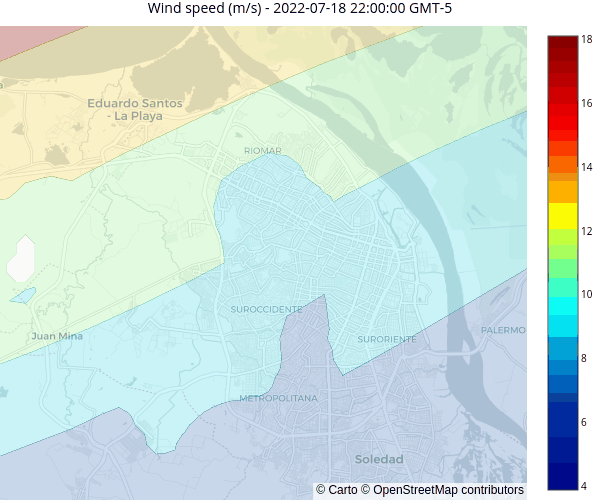 Wind speed (m/s) - 2022-07-18 22:00:00 GMT-5
18
Eduardo Santos
- La Playa
16
RIOMAR
14
12
10
SUROCCIDENTE
Juan Mina
SURORIENTE
PALERMO
8
METROPOLITANA
6
Soledad
4
© Carto © OpenStreetMap contributors